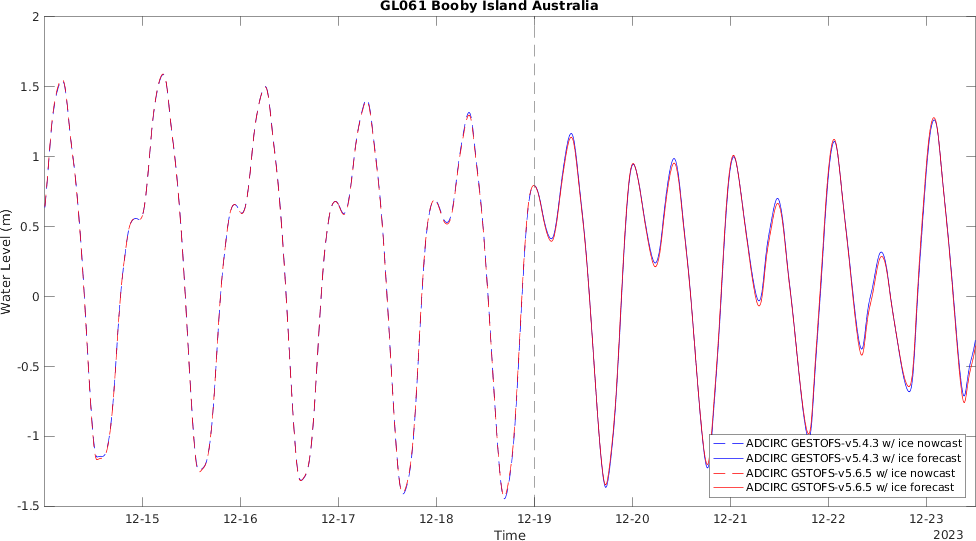 GL061 Booby Island Australia
2
1.5
1
0.5
0
-0.5
-1
-1.5
Water Level (m)
12-15 12-16 12-17 12-18 12-19 12-20 12-21 12-22 12-23
Time
2023
ADCIRC GESTOFS-v5.4.3 w/ ice nowcast
ADCIRC GESTOFS-v5.4.3 w/ ice forecast
ADCIRC GSTOFS-v5.6.5 w/ ice nowcast
ADCIRC GSTOFS-v5.6.5 w/ ice forecast